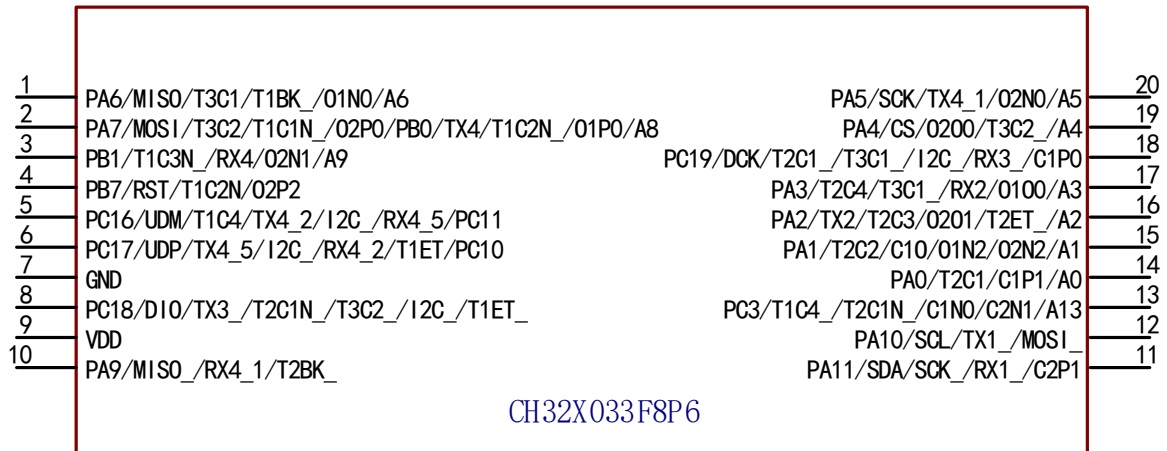 1 PA6/MISO/T3C1/T1BK_/O1N0/A6 PA5/SCK/TX4_1/O2N0/A5 20
2 PA7/MOSI/T3C2/T1C1N_/O2P0/PB0/TX4/T1C2N_/O1P0/A8 PA4/CS/O2O0/T3C2_/A4 19
3 PB1/T1C3N_/RX4/O2N1/A9 PC19/DCK/T2C1_/T3C1_/I2C_/RX3_/C1P0 18
4 PB7/RST/T1C2N/O2P2 PA3/T2C4/T3C1_/RX2/O1O0/A3 17
5 PC16/UDM/T1C4/TX4_2/I2C_/RX4_5/PC11 PA2/TX2/T2C3/O2O1/T2ET_/A2 16
6 PC17/UDP/TX4_5/I2C_/RX4_2/T1ET/PC10 PA1/T2C2/C1O/O1N2/O2N2/A1 15
7 GND PA0/T2C1/C1P1/A0 14
8 PC18/DIO/TX3_/T2C1N_/T3C2_/I2C_/T1ET_ PC3/T1C4_/T2C1N_/C1N0/C2N1/A13 13
9 VDD PA10/SCL/TX1_/MOSI_ 12
10 PA9/MISO_/RX4_1/T2BK_ PA11/SDA/SCK_/RX1_/C2P1 11
CH32X033F8P6